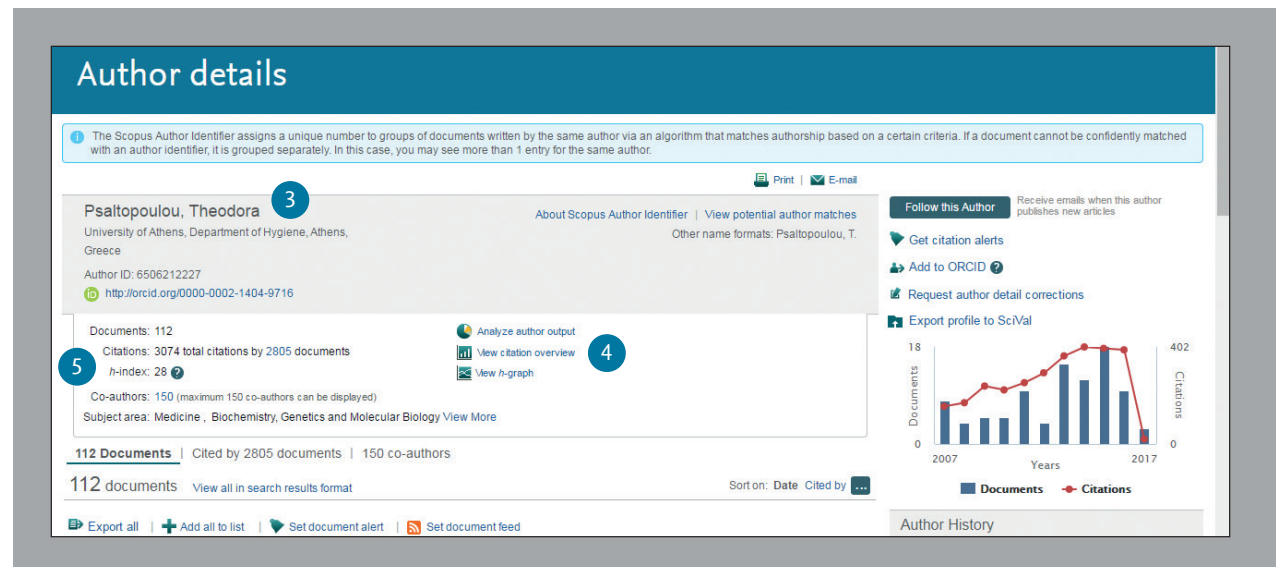 Author details
The Scopus Author Identifier assigns a unique number to groups of documents written by the same author via an algorithm that matches authorship based on a certain criteria. If a document cannot be confidently matched
with an author identifier, it is grouped separately. In this case, you may see more than 1 entry for the same author.
Print | E-mail
3
Psaltopoulou, Theodora
University of Athens, Department of Hygiene, Athens,
Greece
Author ID: 6506212227
http://orcid.org/0000-0002-1404-9716
About Scopus Author Identifier | View potential author matches
Other name formats: Psaltopoulou, T.
Documents: 112
Citations: 3074 total citations by 2805 documents
5
h-index: 28 ?
Co-authors: 150 (maximum 150 co-authors can be displayed)
Subject area: Medicine , Biochemistry, Genetics and Molecular Biology View More
Analyze author output
View citation overview
4
View h-graph
112 Documents | Cited by 2805 documents | 150 co-authors
112 documents View all in search results format
Sort on: Date Cited by ...
Export all | Add all to list | Set document alert | Set document feed
Follow this Author
Receive emails when this author
publishes new articles
Get citation alerts
Add to ORCID ?
Request author detail corrections
Export profile to SciVal
18
402
Documents
Citations
0
0
2007
Years
2017
Documents Citations
Author History